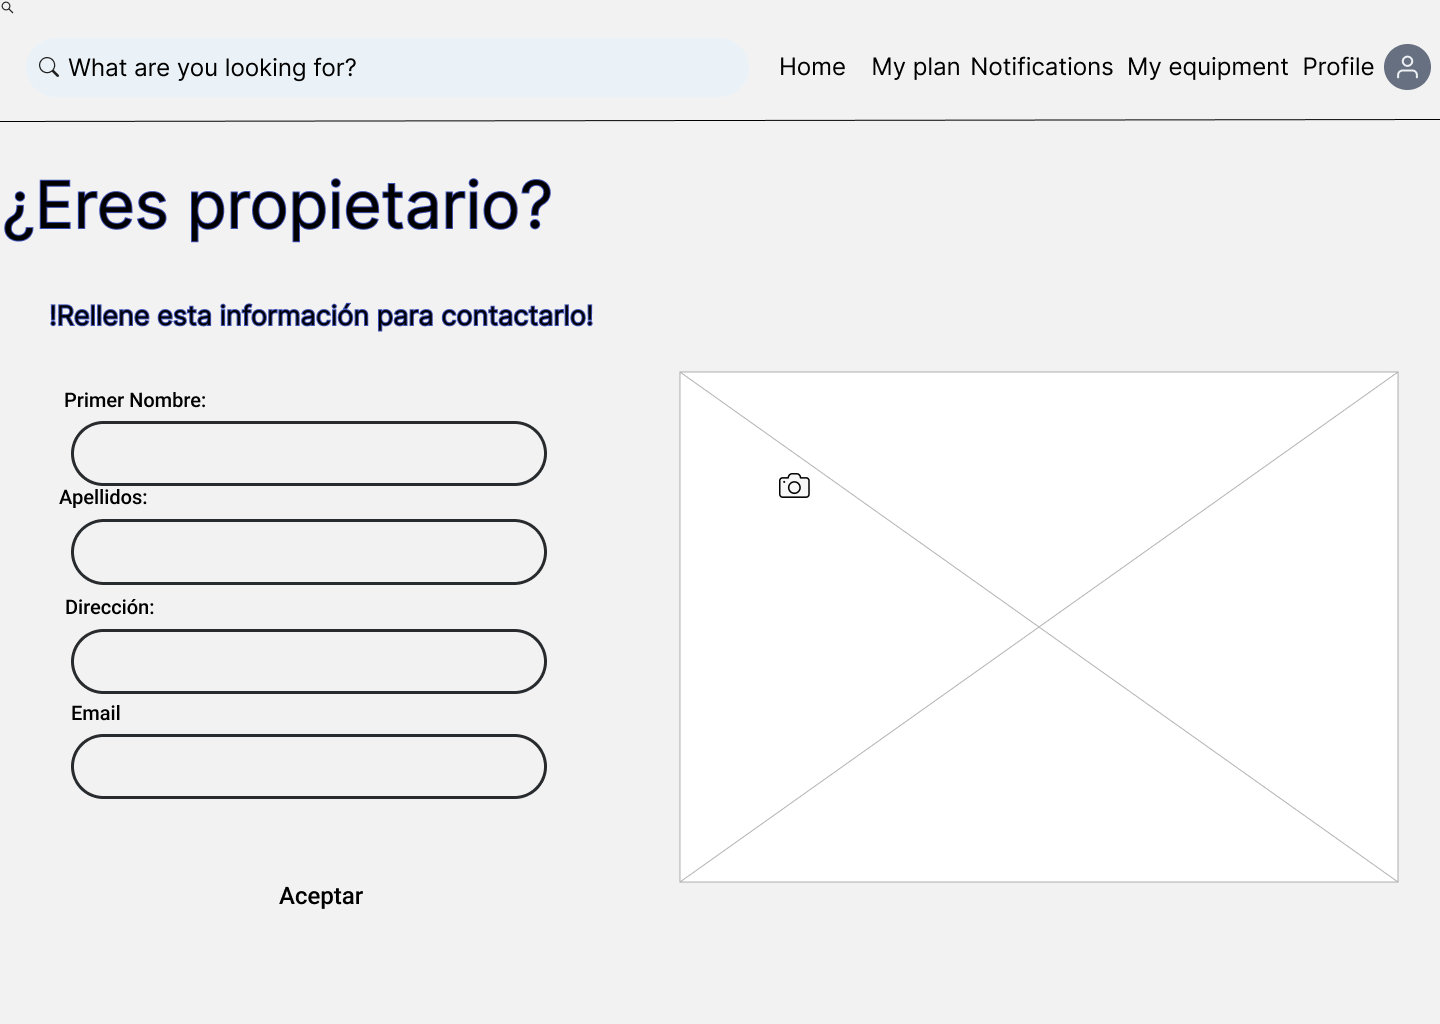 What are you looking for?
Home My plan Notifications My equipment Profile
¿Eres propietario?
!Rellene esta información para contactarlo!
Primer Nombre:
Apellidos:
Dirección:
Email
Aceptar